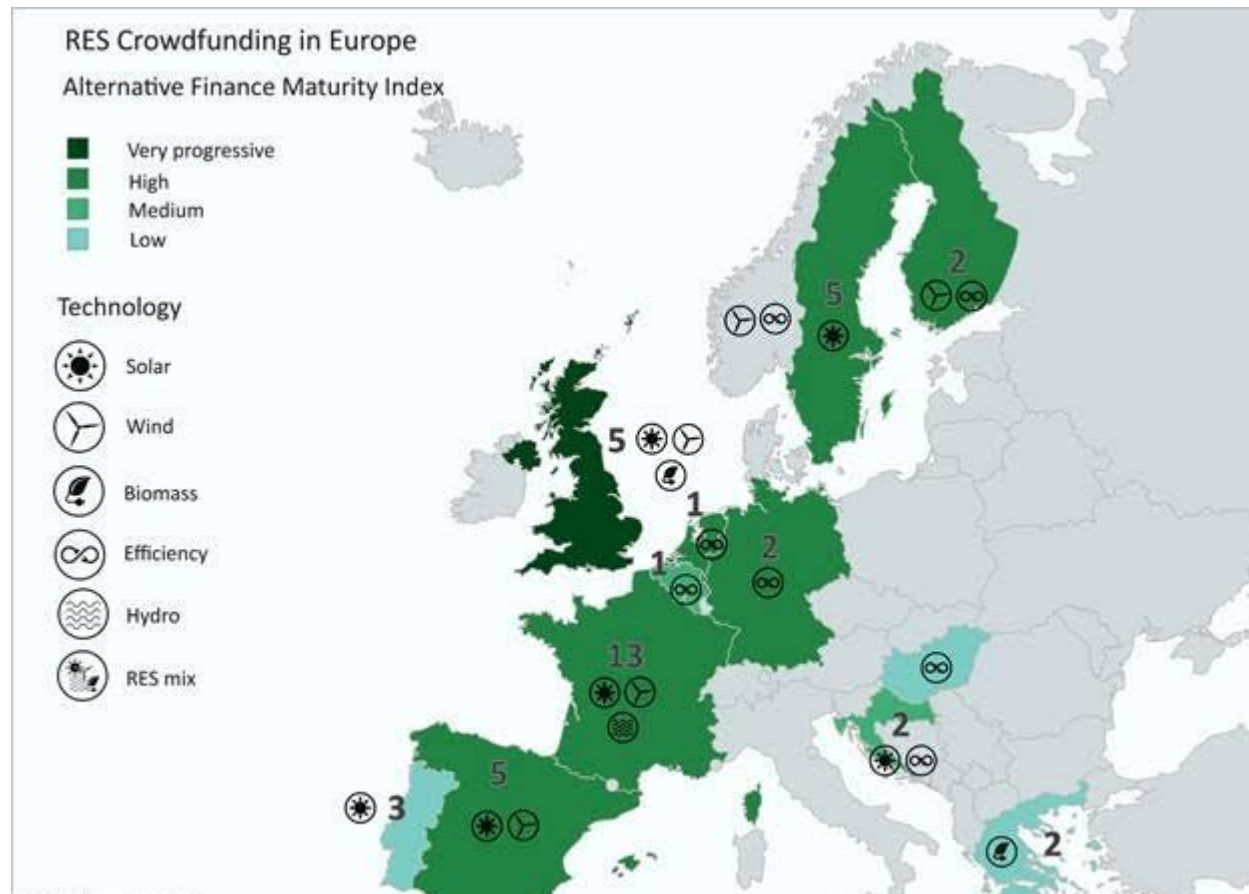 RES Crowdfunding in Europe
Alternative Finance Maturity Index
Very progressive
High
Medium
Low
Technology
Solar
Wind
Biomass
Efficiency
Hydro
RES mix
2
5
5
1
1
2
13
2
5
3
2